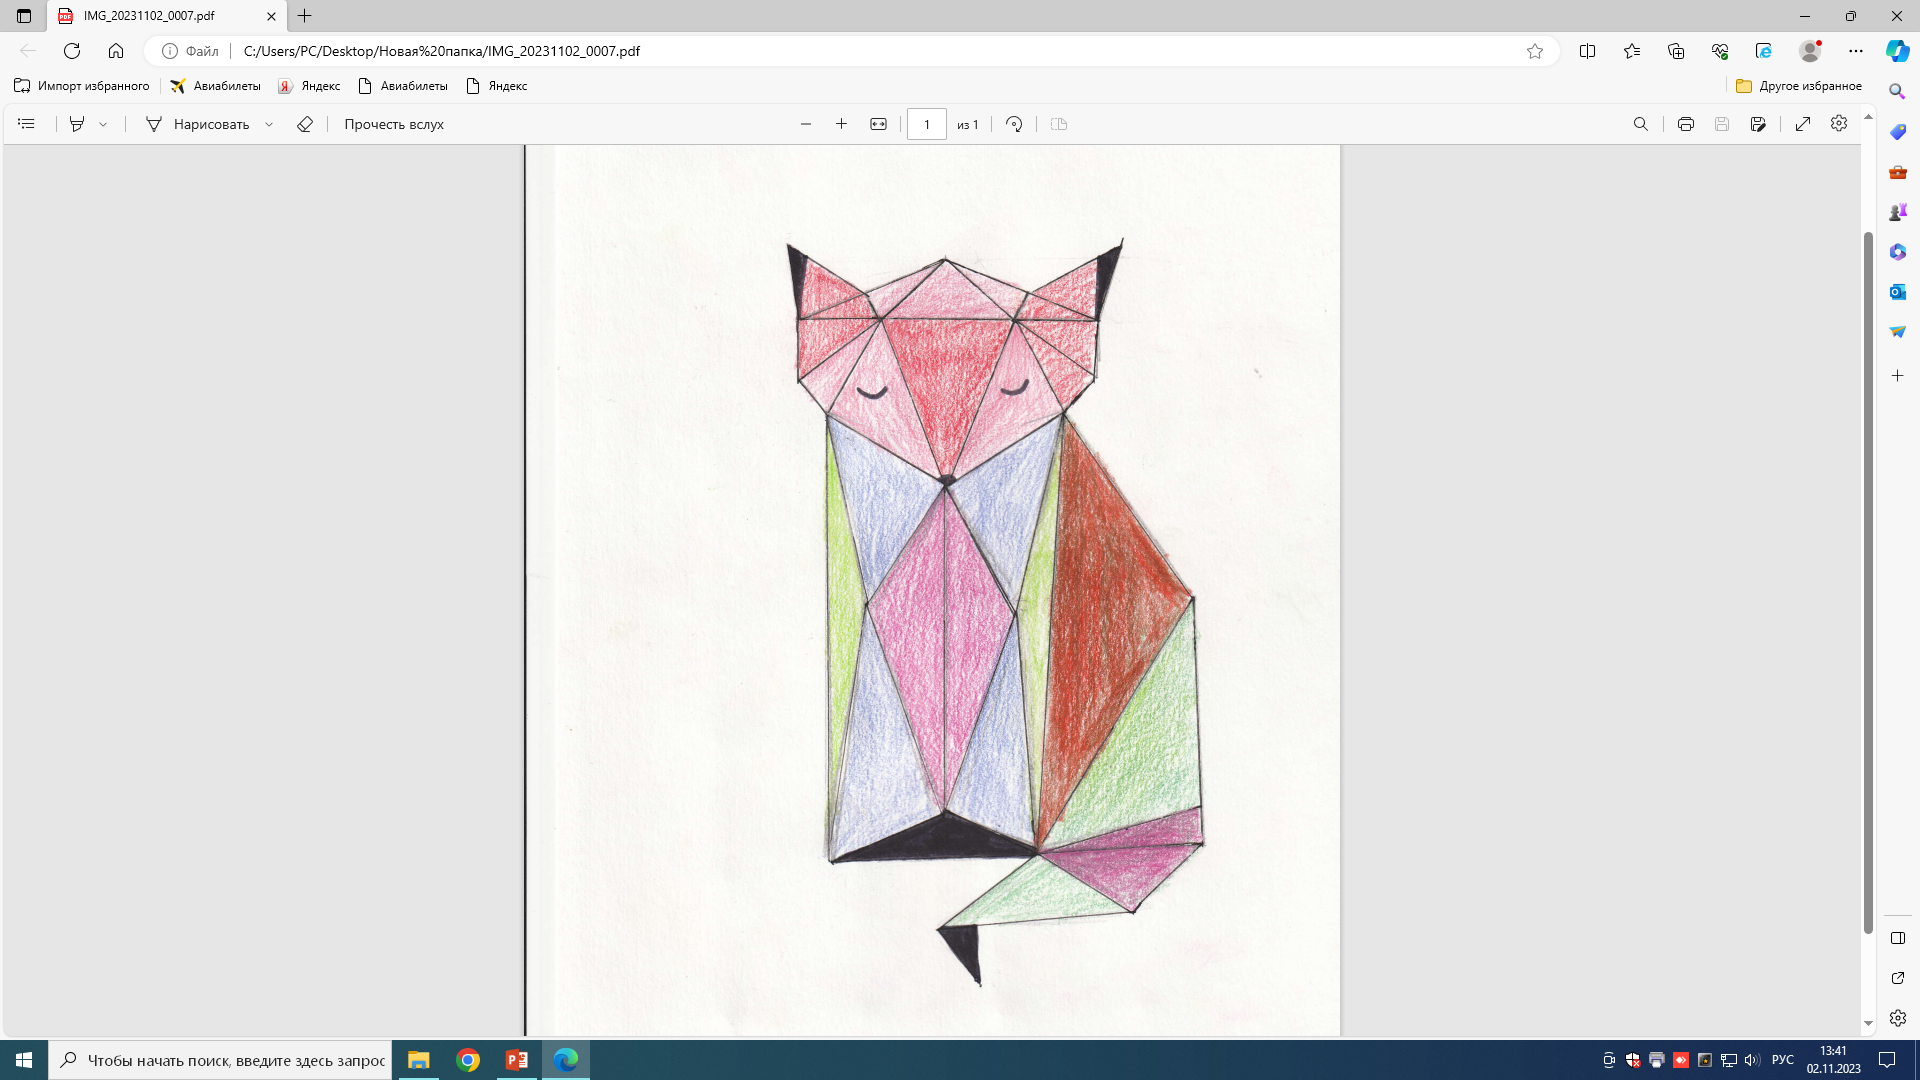 IMG_20231102_0007.pdf
Файл
C:/Users/PC/Desktop/Новая%20папка/IMG_20231102_0007.pdf
Импорт избранного
Авиабилеты
Яндекс
Авиабилеты
Яндекс
Другое избранное
Нарисовать
Прочесть вслух
1 из 1
Чтобы начать поиск, введите здесь запрос
РУС
13:41
02.11.2023